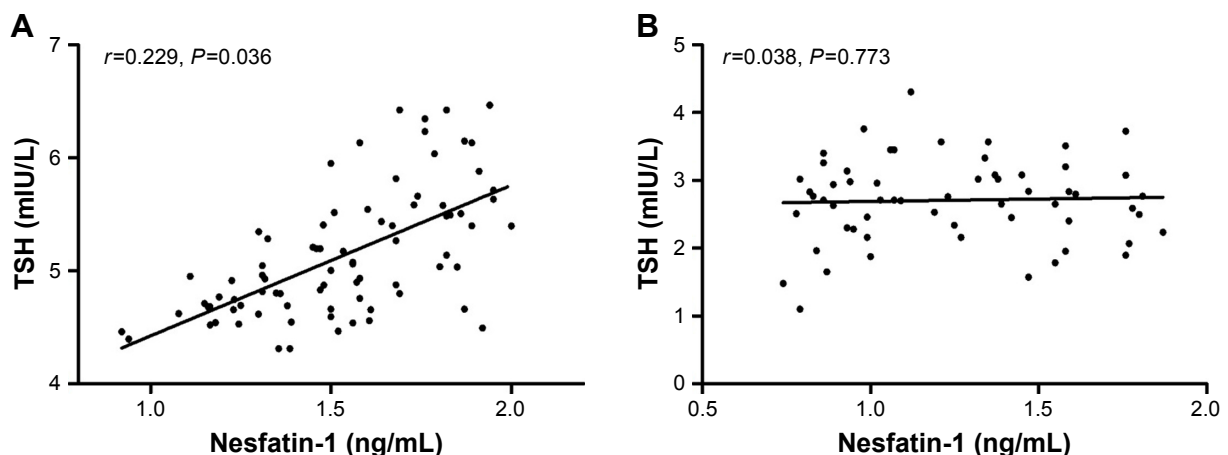 A
r=0.229, P=0.036
7
6
5
4
TSH (mIU/L)
1.0
1.5
2.0
Nesfatin-1 (ng/mL)
B
r=0.038, P=0.773
5
4
3
2
1
0
TSH (mIU/L)
0.5
1.0
1.5
2.0
Nesfatin-1 (ng/mL)